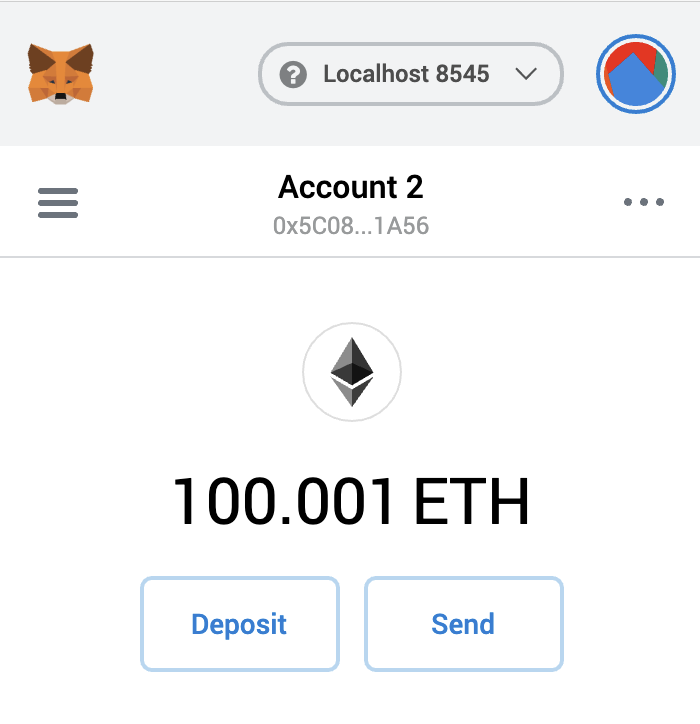 Localhost 8545
Account 2
0x5C08...1A56
100.001 ETH
Deposit
Send